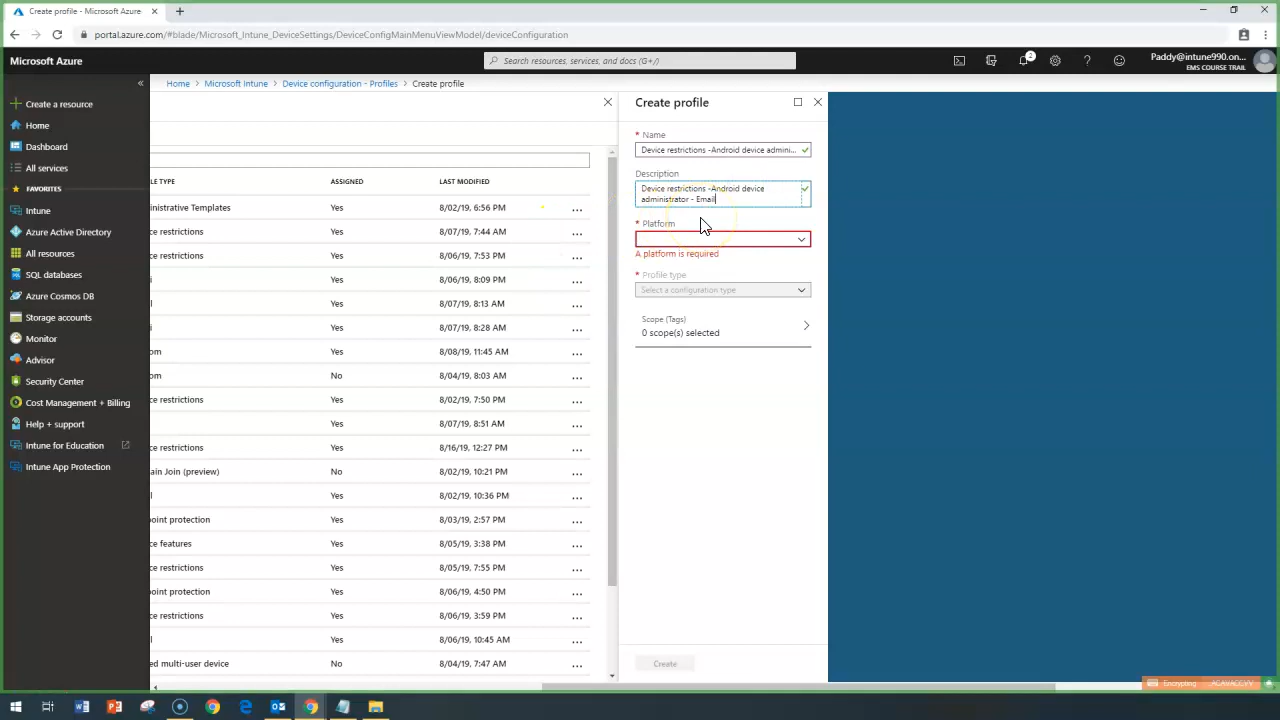 Create profile - Microsoft Azure
portal.azure.com/#blade/Microsoft_Intune_DeviceSettings/DeviceConfigMainMenuViewModel/deviceConfiguration
Microsoft Azure
Search resources, services, and docs (G+/)
2
Paddy@intune990.on...
EMS COURSE TRAIL
Home > Microsoft Intune > Device configuration - Profiles > Create profile
Create a resource
Home
Dashboard
All services
FAVORITES
Intune
Azure Active Directory
All resources
SQL databases
Azure Cosmos DB
Storage accounts
Monitor
Advisor
Security Center
Cost Management + Billing
Help + support
Intune for Education
Intune App Protection
LE TYPE ASSIGNED LAST MODIFIED
inistrative Templates Yes 8/02/19, 6:56 PM ...
ce restrictions Yes 8/07/19, 7:44 AM ...
ce restrictions Yes 8/06/19, 7:53 PM ...
i Yes 8/06/19, 8:09 PM ...
l Yes 8/07/19, 8:13 AM ...
i Yes 8/07/19, 8:28 AM ...
om Yes 8/08/19, 11:45 AM ...
om No 8/04/19, 8:03 AM ...
ce restrictions Yes 8/02/19, 7:50 PM ...
Yes 8/07/19, 8:51 AM ...
ce restrictions Yes 8/16/19, 12:27 PM ...
ain Join (preview) No 8/02/19, 10:21 PM ...
l Yes 8/02/19, 10:36 PM ...
point protection Yes 8/03/19, 2:57 PM ...
ce features Yes 8/05/19, 3:38 PM ...
ce restrictions Yes 8/05/19, 7:55 PM ...
point protection Yes 8/06/19, 4:50 PM ...
ce restrictions Yes 8/06/19, 3:59 PM ...
l Yes 8/06/19, 10:45 AM ...
ed multi-user device No 8/04/19, 7:47 AM ...
Create profile
* Name
Device restrictions -Android device admini...
Description
Device restrictions -Android device
administrator - Email
* Platform
A platform is required
* Profile type
Select a configuration type
Scope (Tags)
0 scope(s) selected
Create
Encrypting